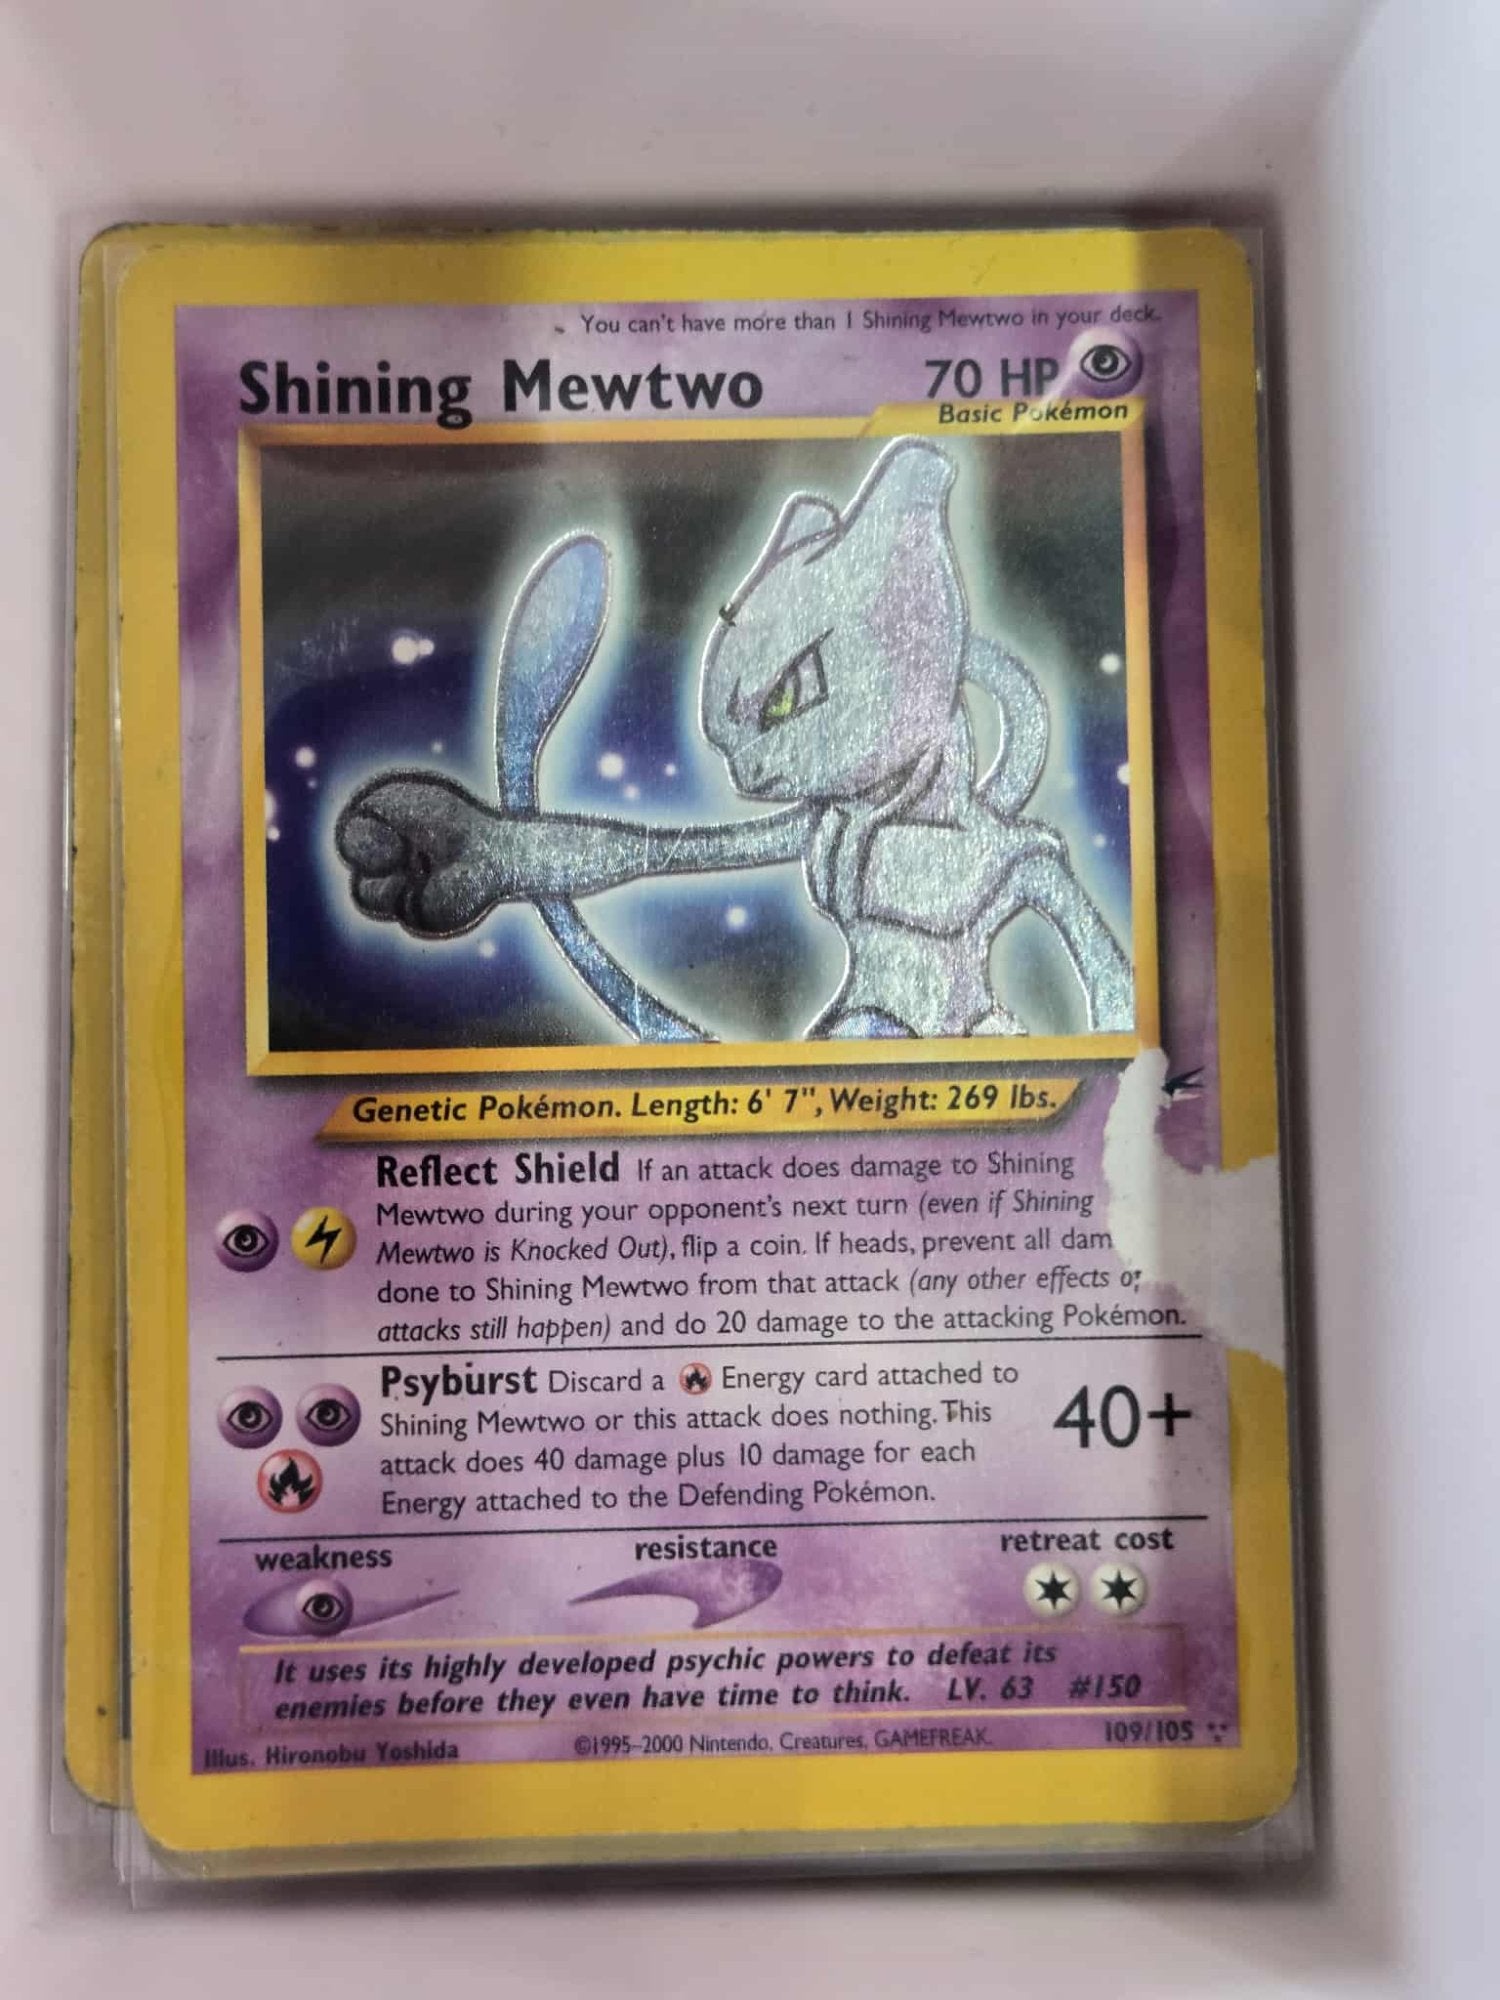 You can't have more than 1 Shining Mewtwo in your deck.
Shining Mewtwo 70 HP
Basic Pokémon
Genetic Pokémon. Length: 6' 7", Weight: 269 lbs.
Reflect Shield If an attack does damage to Shining
Mewtwo during your opponent's next turn (even if Shining
Mewtwo is Knocked Out), flip a coin. If heads, prevent all dam
done to Shining Mewtwo from that attack (any other effects of
attacks still happen) and do 20 damage to the attacking Pokémon.
Psyburst Discard a Energy card attached to
Shining Mewtwo or this attack does nothing. This
attack does 40 damage plus 10 damage for each
Energy attached to the Defending Pokémon.
40+
weakness resistance retreat cost
It uses its highly developed psychic powers to defeat its
enemies before they even have time to think. LV. 63 #150
Illus. Hironobu Yoshida ©1995–2000 Nintendo, Creatures, GAMEFREAK. 109/105